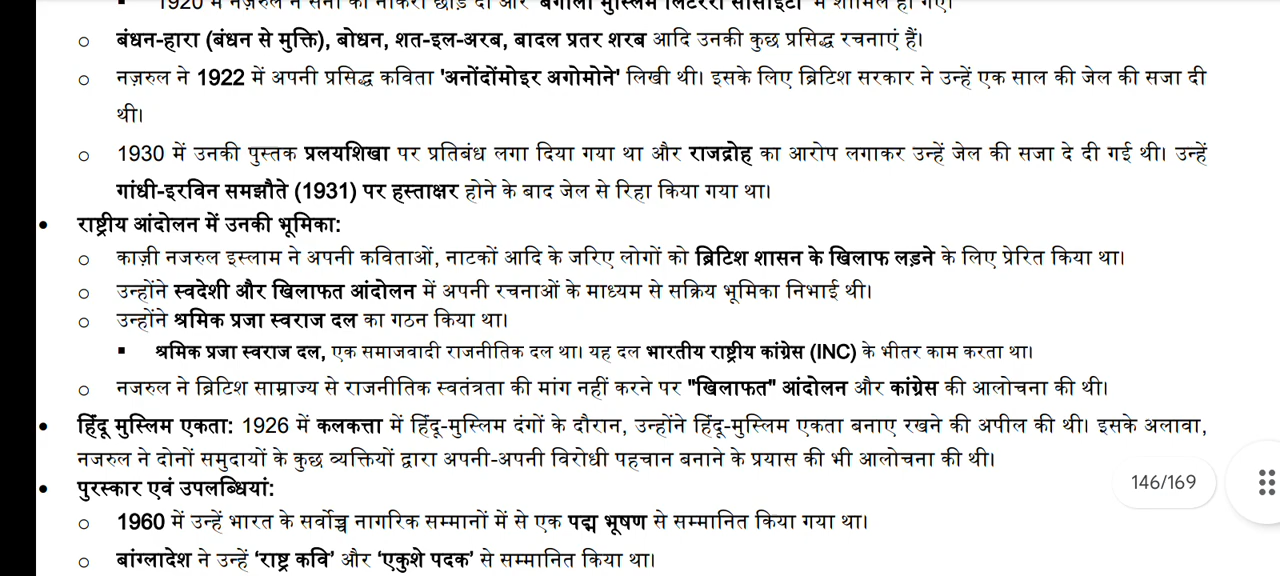 ▪ 1920 में नज़रुल ने सेना की नौकरी छोड़ दी और 'बंगाली मुस्लिम लिटरेरी सोसाइटी' में शामिल हो गए।
○ बंधन-हारा (बंधन से मुक्ति), बोधन, शत-इल-अरब, बादल प्रतर शरब आदि उनकी कुछ प्रसिद्ध रचनाएं हैं।
○ नज़रुल ने 1922 में अपनी प्रसिद्ध कविता 'अनोंदोंमोइर अगोमोने' लिखी थी। इसके लिए ब्रिटिश सरकार ने उन्हें एक साल की जेल की सजा दी
थी।
○ 1930 में उनकी पुस्तक प्रलयशिखा पर प्रतिबंध लगा दिया गया था और राजद्रोह का आरोप लगाकर उन्हें जेल की सजा दे दी गई थी। उन्हें
गांधी-इरविन समझौते (1931) पर हस्ताक्षर होने के बाद जेल से रिहा किया गया था।
• राष्ट्रीय आंदोलन में उनकी भूमिका:
○ काज़ी नजरुल इस्लाम ने अपनी कविताओं, नाटकों आदि के जरिए लोगों को ब्रिटिश शासन के खिलाफ लड़ने के लिए प्रेरित किया था।
○ उन्होंने स्वदेशी और खिलाफत आंदोलन में अपनी रचनाओं के माध्यम से सक्रिय भूमिका निभाई थी।
○ उन्होंने श्रमिक प्रजा स्वराज दल का गठन किया था।
▪ श्रमिक प्रजा स्वराज दल, एक समाजवादी राजनीतिक दल था। यह दल भारतीय राष्ट्रीय कांग्रेस (INC) के भीतर काम करता था।
○ नजरुल ने ब्रिटिश साम्राज्य से राजनीतिक स्वतंत्रता की मांग नहीं करने पर "खिलाफत" आंदोलन और कांग्रेस की आलोचना की थी।
• हिंदू मुस्लिम एकता: 1926 में कलकत्ता में हिंदू-मुस्लिम दंगों के दौरान, उन्होंने हिंदू-मुस्लिम एकता बनाए रखने की अपील की थी। इसके अलावा,
नजरुल ने दोनों समुदायों के कुछ व्यक्तियों द्वारा अपनी-अपनी विरोधी पहचान बनाने के प्रयास की भी आलोचना की थी।
146/169
• पुरस्कार एवं उपलब्धियां:
○ 1960 में उन्हें भारत के सर्वोच्च नागरिक सम्मानों में से एक पद्म भूषण से सम्मानित किया गया था।
○ बांग्लादेश ने उन्हें ‘राष्ट्र कवि’ और ‘एकुशे पदक’ से सम्मानित किया था।